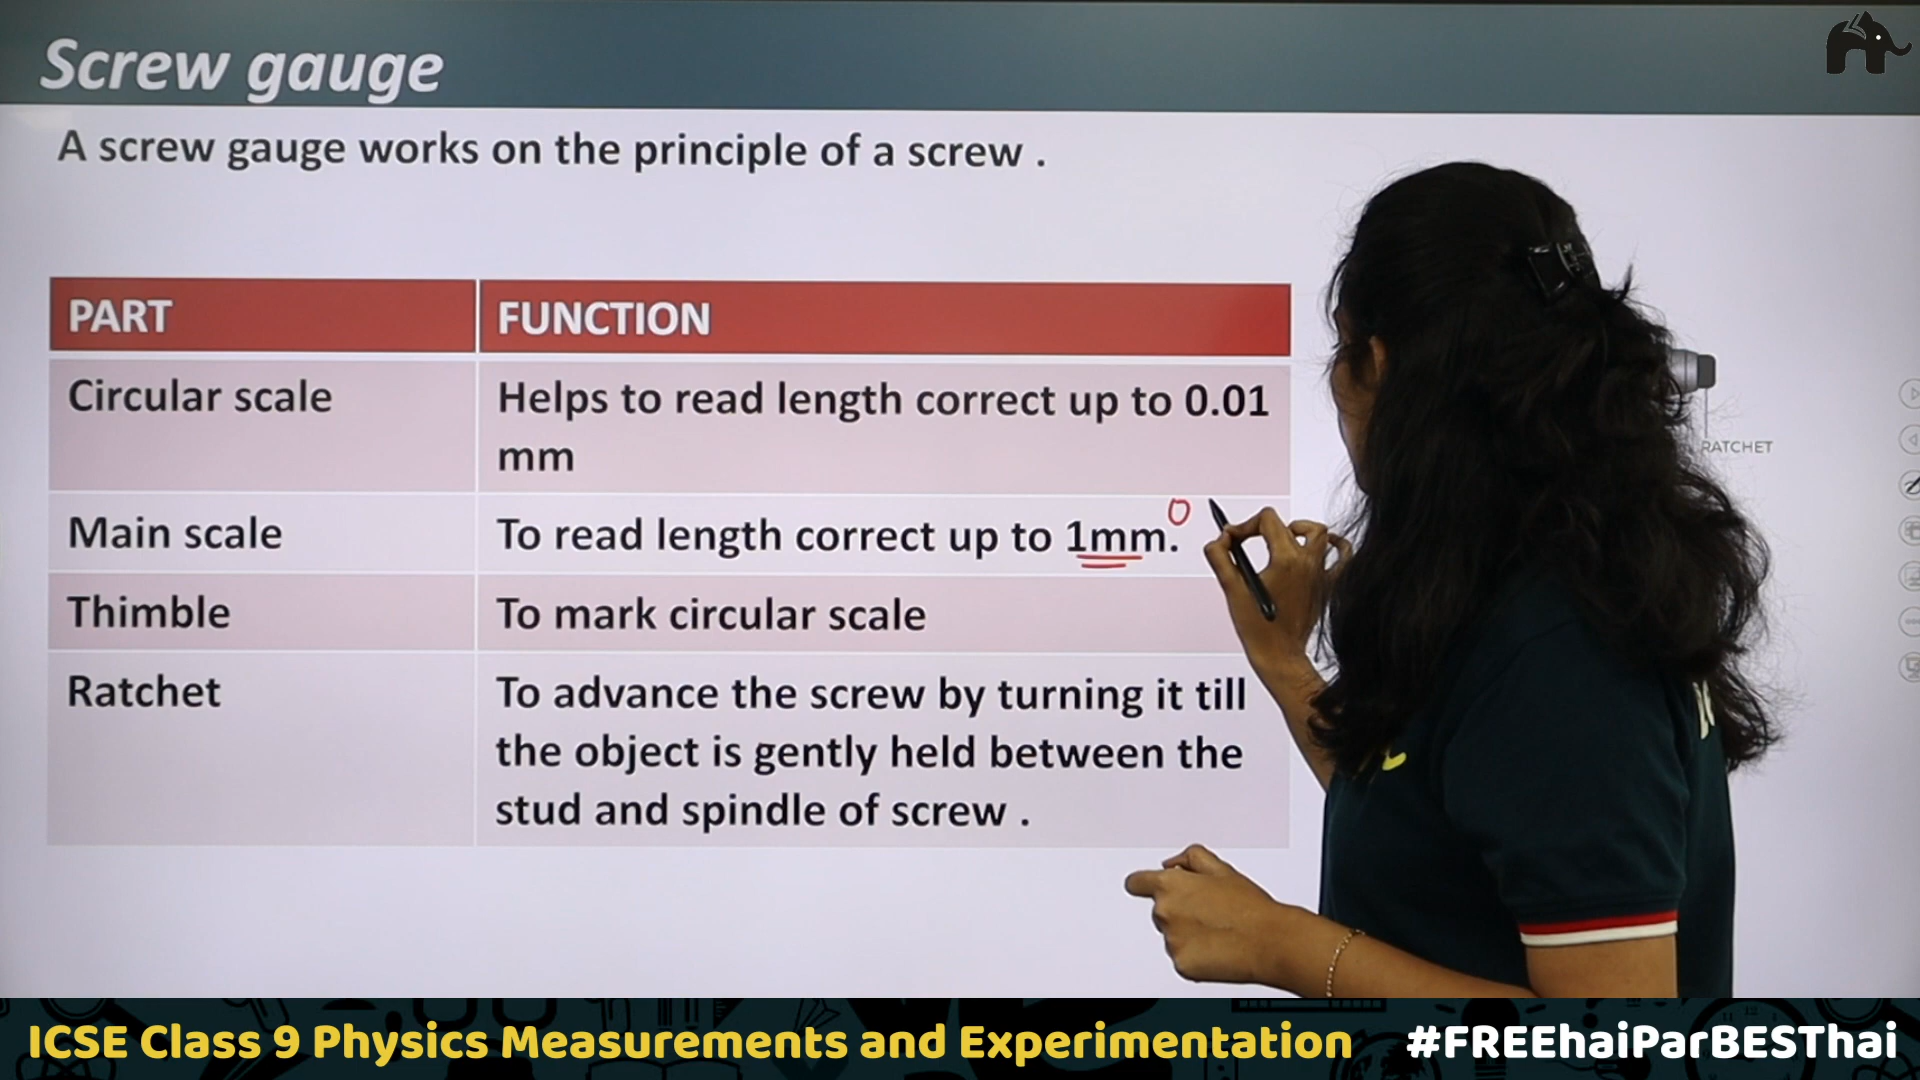 Screw gauge
A screw gauge works on the principle of a screw .
PART FUNCTION
Circular scale Helps to read length correct up to 0.01
mm
Main scale To read length correct up to 1mm.
0
Thimble To mark circular scale
Ratchet To advance the screw by turning it till
the object is gently held between the
stud and spindle of screw .
RATCHET
ICSE Class 9 Physics Measurements and Experimentation #FREEhaiParBESThai